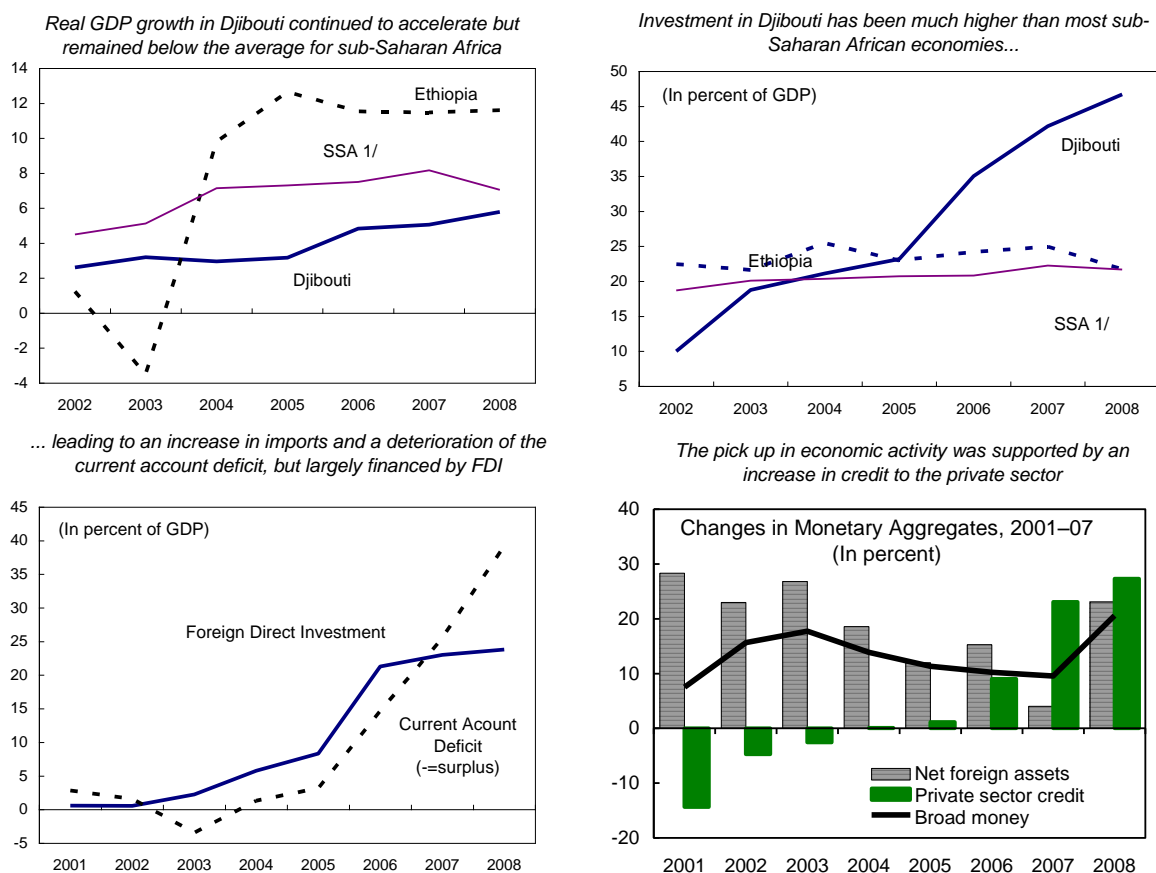 Real GDP growth in Djibouti continued to accelerate but
remained below the average for sub-Saharan Africa
14
12
10
8
6
4
2
0
-2
-4
Ethiopia
SSA 1/
Djibouti
2002 2003 2004 2005 2006 2007 2008
Investment in Djibouti has been much higher than most sub-
Saharan African economies...
50
45
40
35
30
25
20
15
10
5
(In percent of GDP)
Djibouti
Ethiopia
SSA 1/
2002 2003 2004 2005 2006 2007 2008
... leading to an increase in imports and a deterioration of the
current account deficit, but largely financed by FDI
45
40
35
30
25
20
15
10
5
0
-5
(In percent of GDP)
Foreign Direct Investment
Current Acount
Deficit
(-=surplus)
2001 2002 2003 2004 2005 2006 2007 2008
The pick up in economic activity was supported by an
increase in credit to the private sector
40
30
20
10
0
-10
-20
Changes in Monetary Aggregates, 2001–07
(In percent)
Net foreign assets
Private sector credit
Broad money
2001 2002 2003 2004 2005 2006 2007 2008